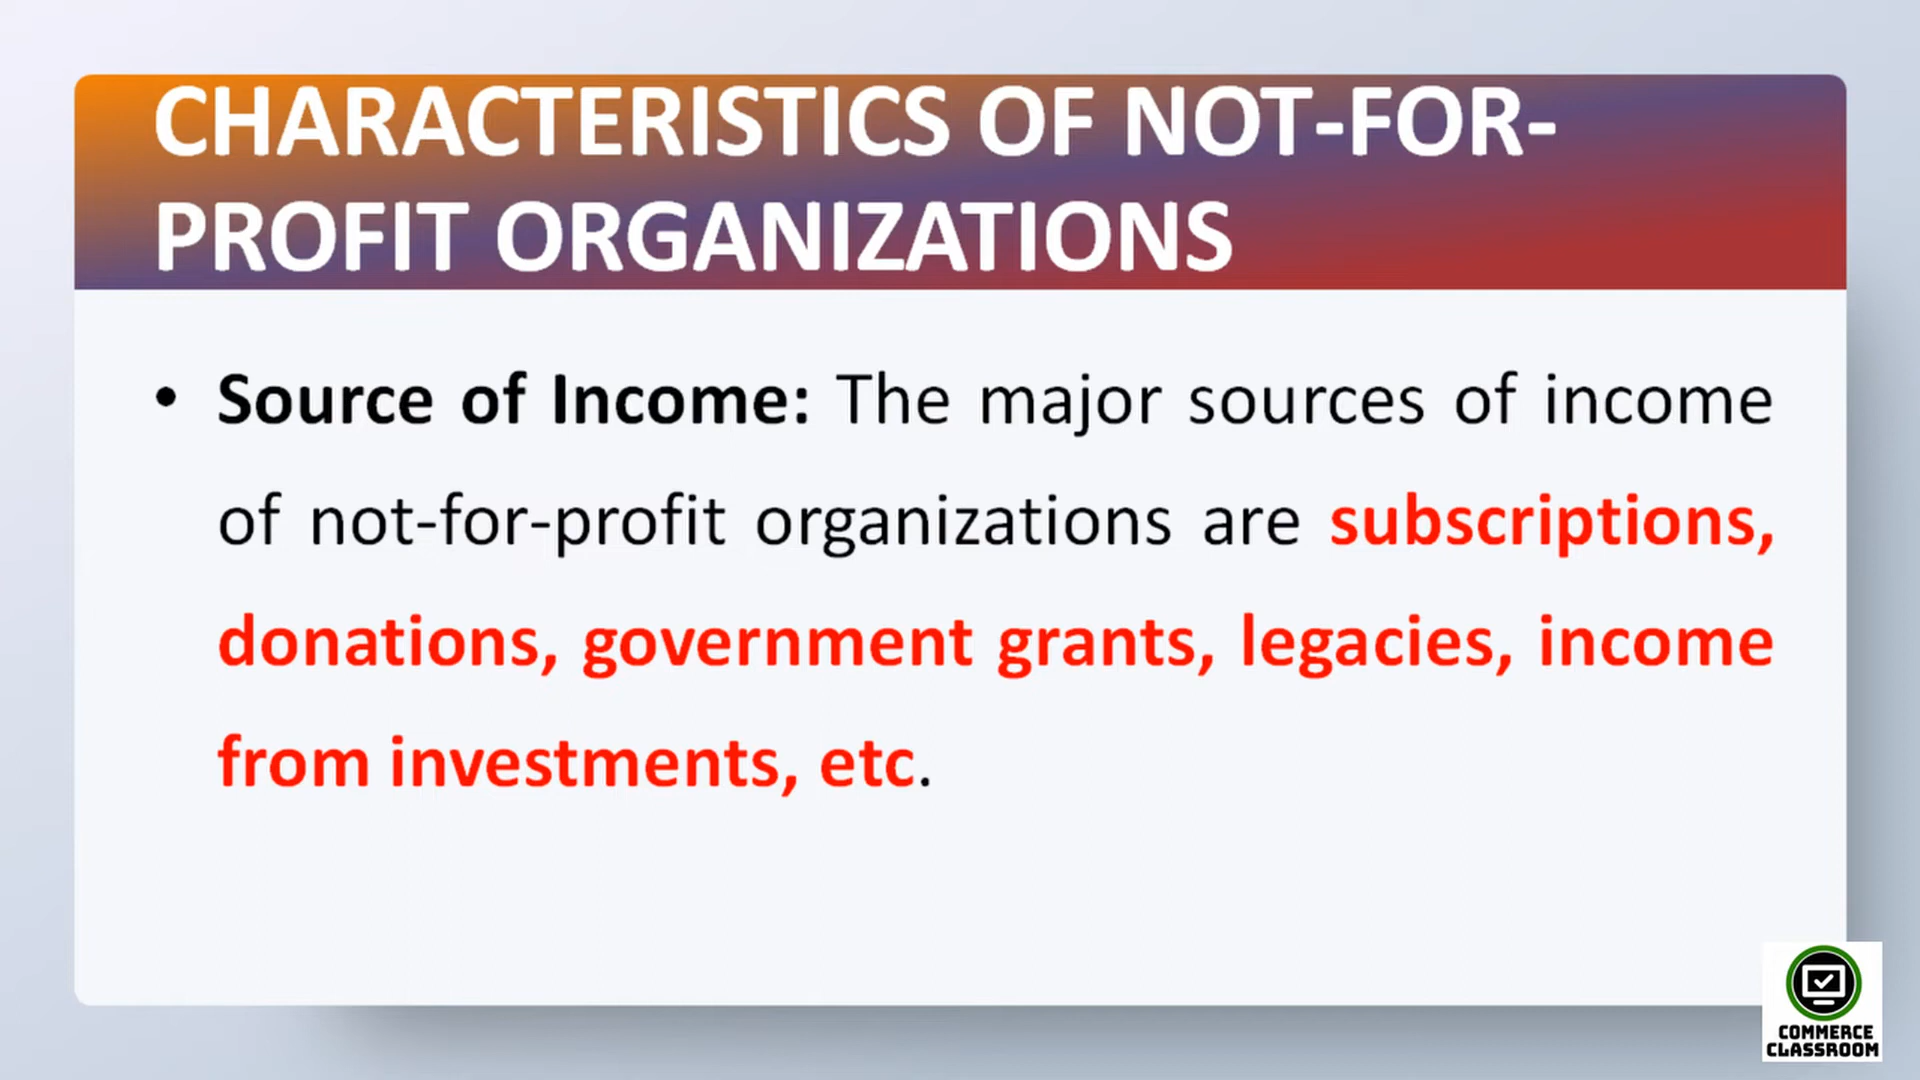 CHARACTERISTICS OF NOT-FOR-
PROFIT ORGANIZATIONS
• Source of Income: The major sources of income
of not-for-profit organizations are subscriptions,
donations, government grants, legacies, income
from investments, etc.
COMMERCE
CLASSROOM